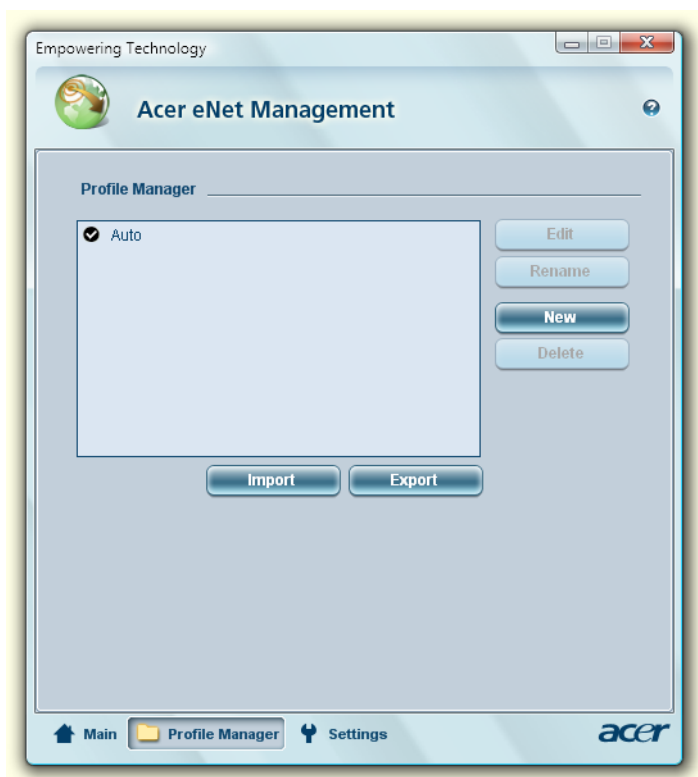 Empowering Technology
Acer eNet Management
Profile Manager
Auto
Edit
Rename
New
Delete
Import
Export
Main
Profile Manager
Settings
acer